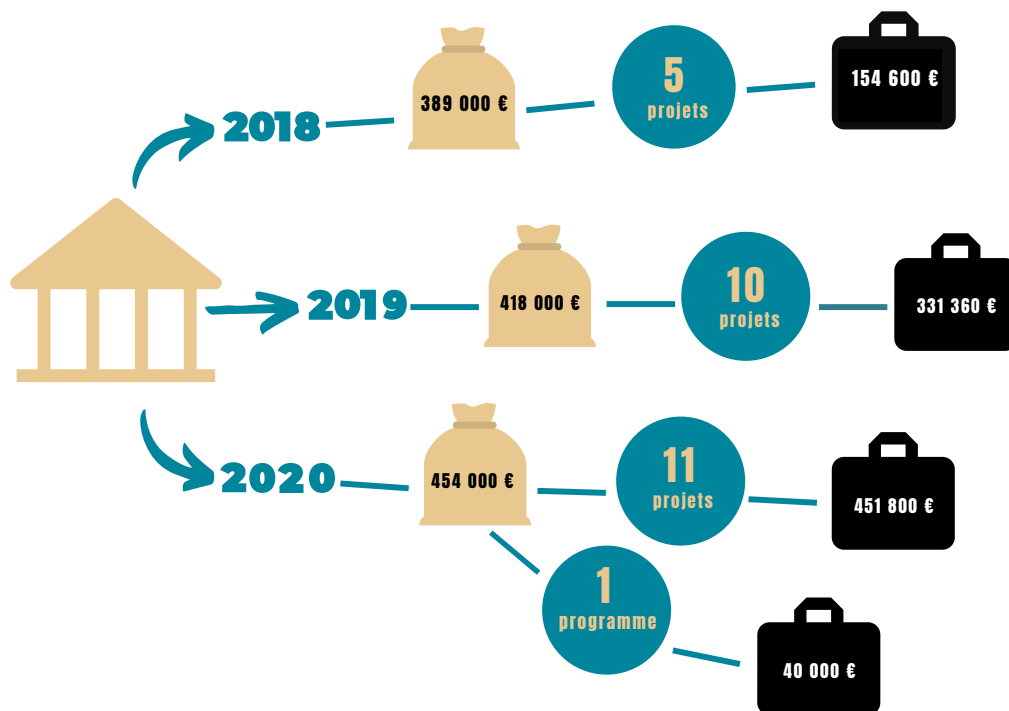 2018
389 000 €
5
projets
154 600 €
2019
418 000 €
10
projets
331 360 €
2020
454 000 €
11
projets
451 800 €
1
programme
40 000 €